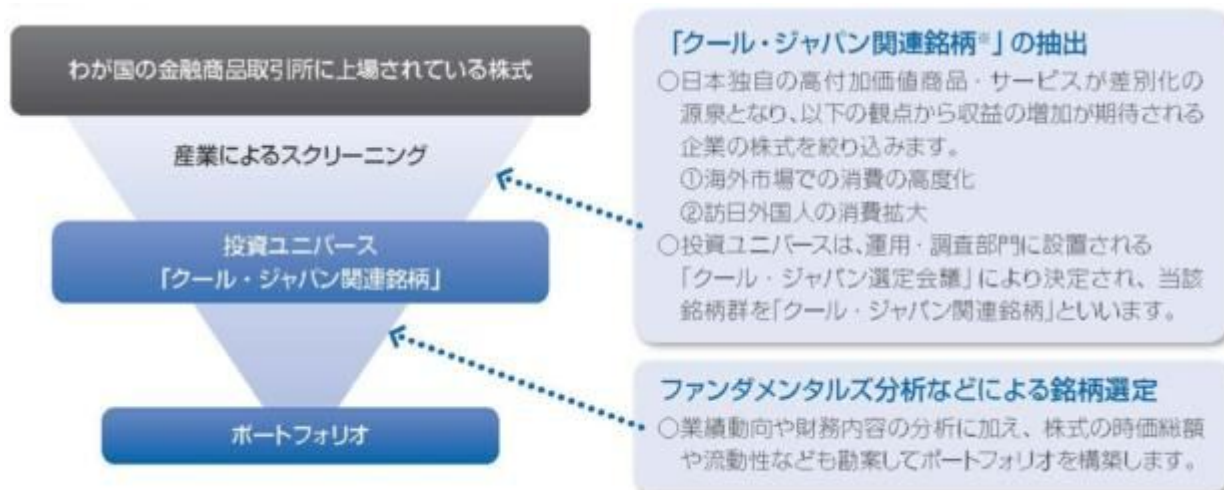 わが国の金融商品取引所に上場されている株式
産業によるスクリーニング
投資ユニバース
「クール・ジャパン関連銘柄」
ポートフォリオ
「クール・ジャパン関連銘柄※」の抽出
○日本独自の高付加価値商品・サービスが差別化の
源泉となり、以下の観点から収益の増加が期待される
企業の株式を絞り込みます。
①海外市場での消費の高度化
②訪日外国人の消費拡大
○投資ユニバースは、運用・調査部門に設置される
「クール・ジャパン選定会議」により決定され、当該
銘柄群を「クール・ジャパン関連銘柄」といいます。
ファンダメンタルズ分析などによる銘柄選定
○業績動向や財務内容の分析に加え、株式の時価総額
や流動性なども勘案してポートフォリオを構築します。